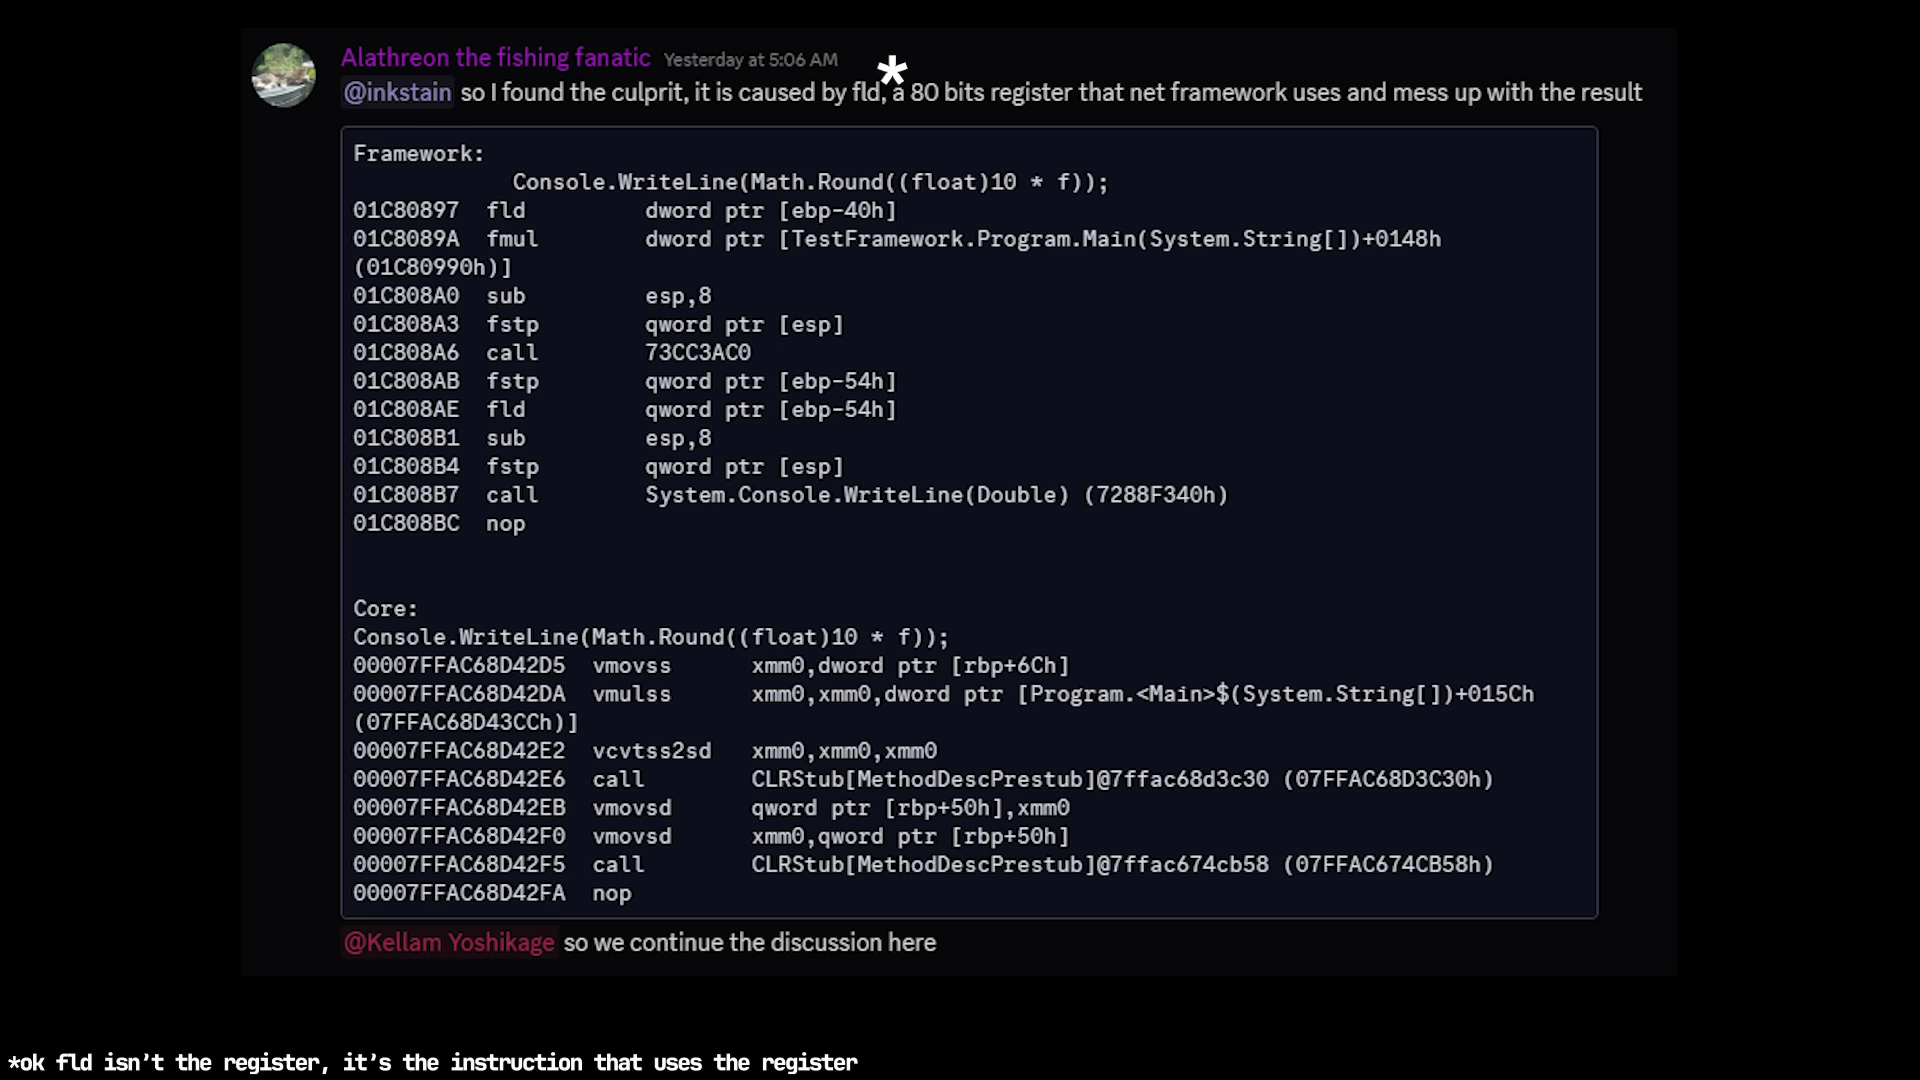 Alathreon the fishing fanatic Yesterday at 5:06 AM
*
@inkstain so I found the culprit, it is caused by fld, a 80 bits register that net framework uses and mess up with the result
Framework:
Console.WriteLine(Math.Round((float)10 * f));
01C80897 fld dword ptr [ebp-40h]
01C8089A fmul dword ptr [TestFramework.Program.Main(System.String[])+0148h
(01C80990h)]
01C808A0 sub esp,8
01C808A3 fstp qword ptr [esp]
01C808A6 call 73CC3AC0
01C808AB fstp qword ptr [ebp-54h]
01C808AE fld qword ptr [ebp-54h]
01C808B1 sub esp,8
01C808B4 fstp qword ptr [esp]
01C808B7 call System.Console.WriteLine(Double) (7288F340h)
01C808BC nop
Core:
Console.WriteLine(Math.Round((float)10 * f));
00007FFAC68D42D5 vmovss xmm0,dword ptr [rbp+6Ch]
00007FFAC68D42DA vmulss xmm0,xmm0,dword ptr [Program.<Main>$(System.String[])+015Ch
(07FFAC68D43CCh)]
00007FFAC68D42E2 vcvtss2sd xmm0,xmm0,xmm0
00007FFAC68D42E6 call CLRStub[MethodDescPrestub]@7ffac68d3c30 (07FFAC68D3C30h)
00007FFAC68D42EB vmovsd qword ptr [rbp+50h],xmm0
00007FFAC68D42F0 vmovsd xmm0,qword ptr [rbp+50h]
00007FFAC68D42F5 call CLRStub[MethodDescPrestub]@7ffac674cb58 (07FFAC674CB58h)
00007FFAC68D42FA nop
@Kellam Yoshikage so we continue the discussion here
*ok fld isn't the register, it's the instruction that uses the register